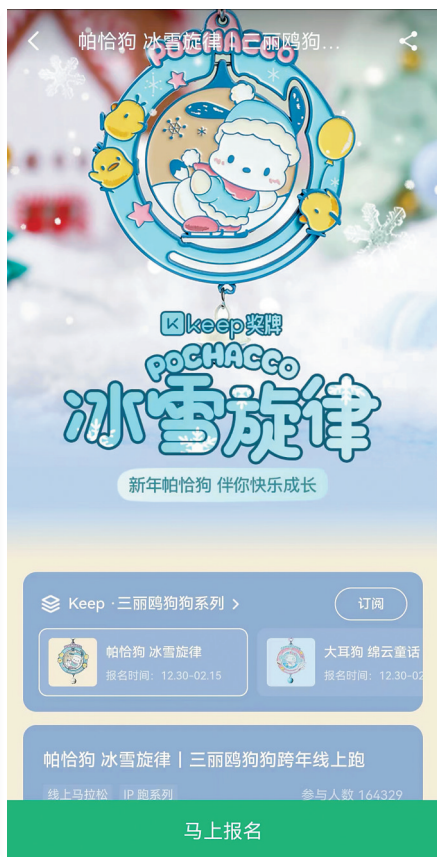 帕恰狗 冰雪旋律 | 三丽鸥狗...
POCHACCO
keep奖牌
POCHACCO
冰雪旋律
新年帕恰狗 伴你快乐成长
Keep · 三丽鸥狗狗系列 >
订阅
帕恰狗 冰雪旋律
报名时间：12.30-02.15
大耳狗 绵云童话
报名时间：12.30-02
帕恰狗 冰雪旋律 | 三丽鸥狗狗跨年线上跑
线上马拉松 IP 跑系列
参与人数 164329
马上报名